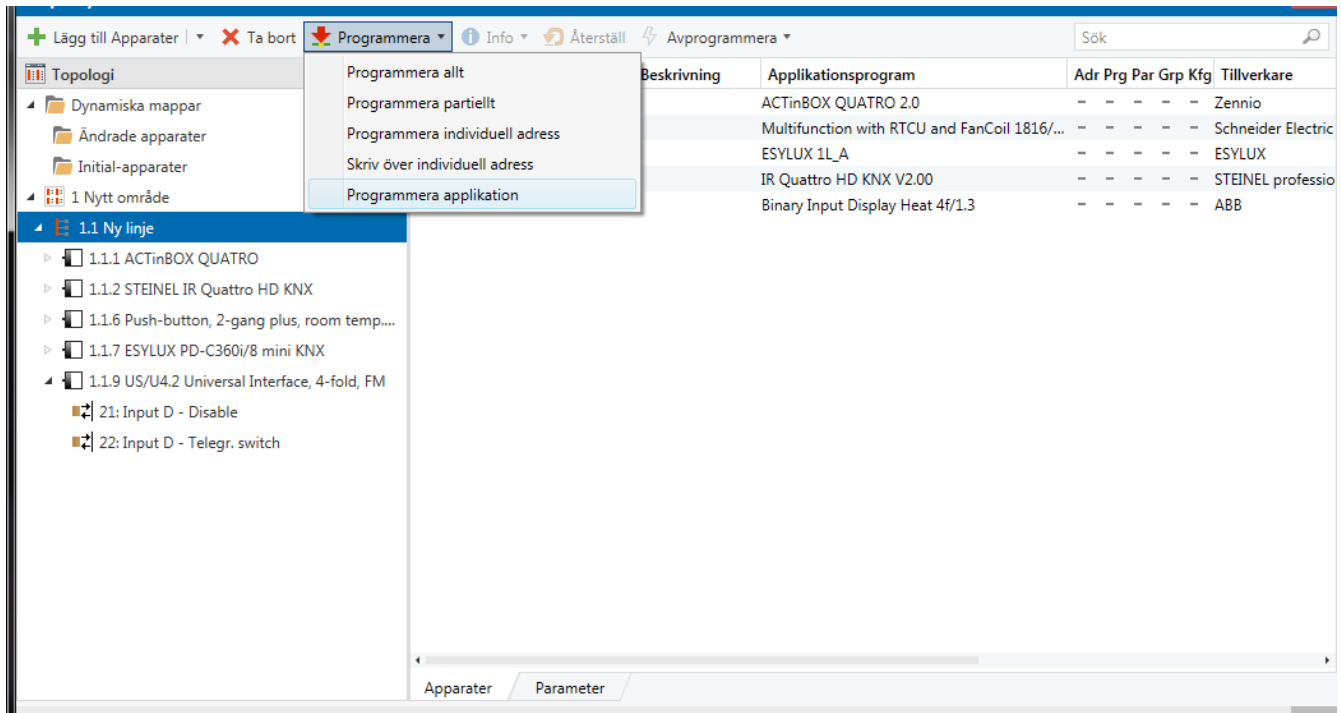 Lägg till Apparater Ta bort Programmera Info Återställ Avprogrammera Sök
Topologi
Dynamiska mappar
Ändrade apparater
Initial-apparater
1 Nytt område
1.1 Ny linje
1.1.1 ACTinBOX QUATRO
1.1.2 STEINEL IR Quattro HD KNX
1.1.6 Push-button, 2-gang plus, room temp....
1.1.7 ESYLUX PD-C360i/8 mini KNX
1.1.9 US/U4.2 Universal Interface, 4-fold, FM
21: Input D - Disable
22: Input D - Telegr. switch
Programmera allt
Programmera partiellt
Programmera individuell adress
Skriv över individuell adress
Programmera applikation
Beskrivning Applikationsprogram Adr Prg Par Grp Kfg Tillverkare
ACTinBOX QUATRO 2.0 - - - - - Zennio
Multifunction with RTCU and FanCoil 1816/... - - - - - Schneider Electric
ESYLUX 1L_A - - - - - ESYLUX
IR Quattro HD KNX V2.00 - - - - - STEINEL professio
Binary Input Display Heat 4f/1.3 - - - - - ABB
Apparater Parameter